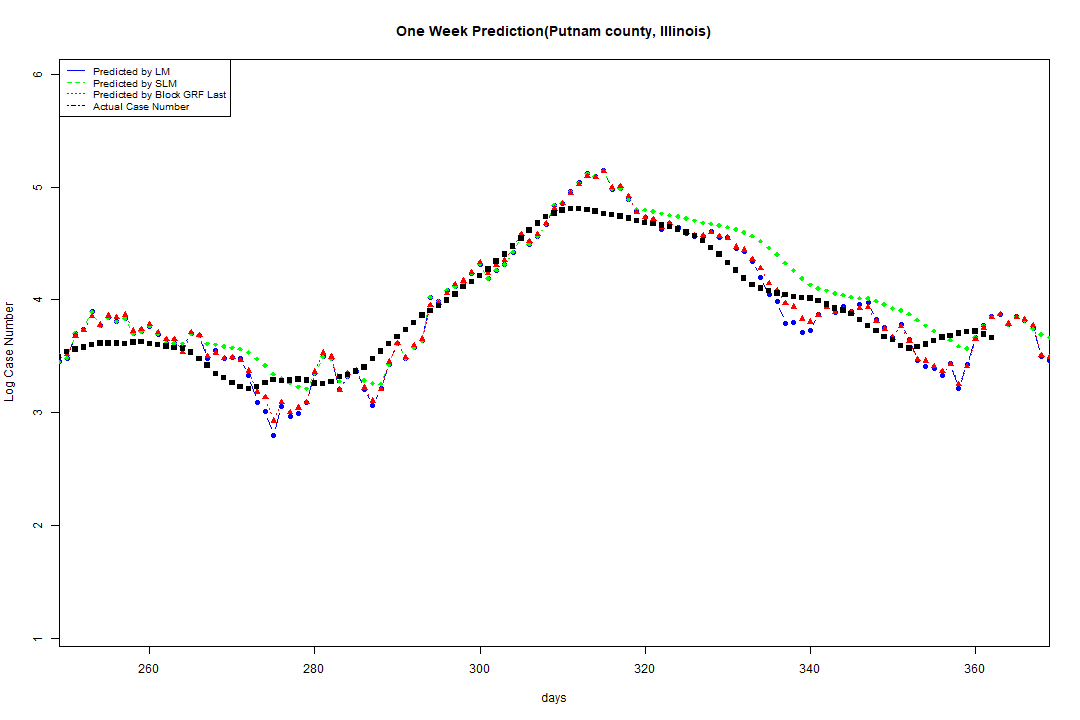 One Week Prediction(Putnam county, Illinois)
Predicted by LM
Predicted by SLM
Predicted by Block GRF Last
Actual Case Number
6
5
4
3
2
1
Log Case Number
260 280 300 320 340 360
days